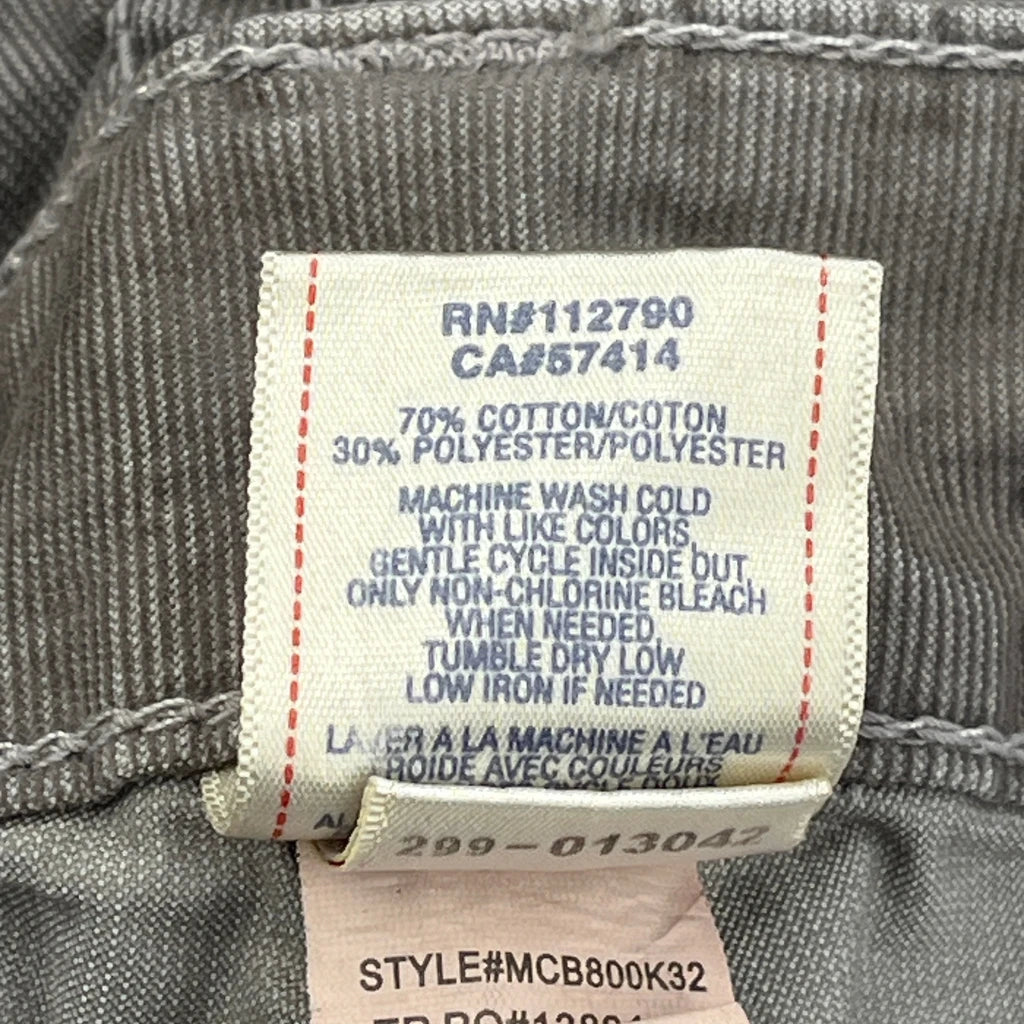 RN#112790
CA#57414
70% COTTON/COTON
30% POLYESTER/POLYESTER
MACHINE WASH COLD
WITH LIKE COLORS,
GENTLE CYCLE INSIDE OUT
ONLY NON-CHLORINE BLEACH
WHEN NEEDED,
TUMBLE DRY LOW
LOW IRON IF NEEDED
A LA MACHINE A L'EAU
AVEC COULEURS
299-013042
STYLE#MCB800K32